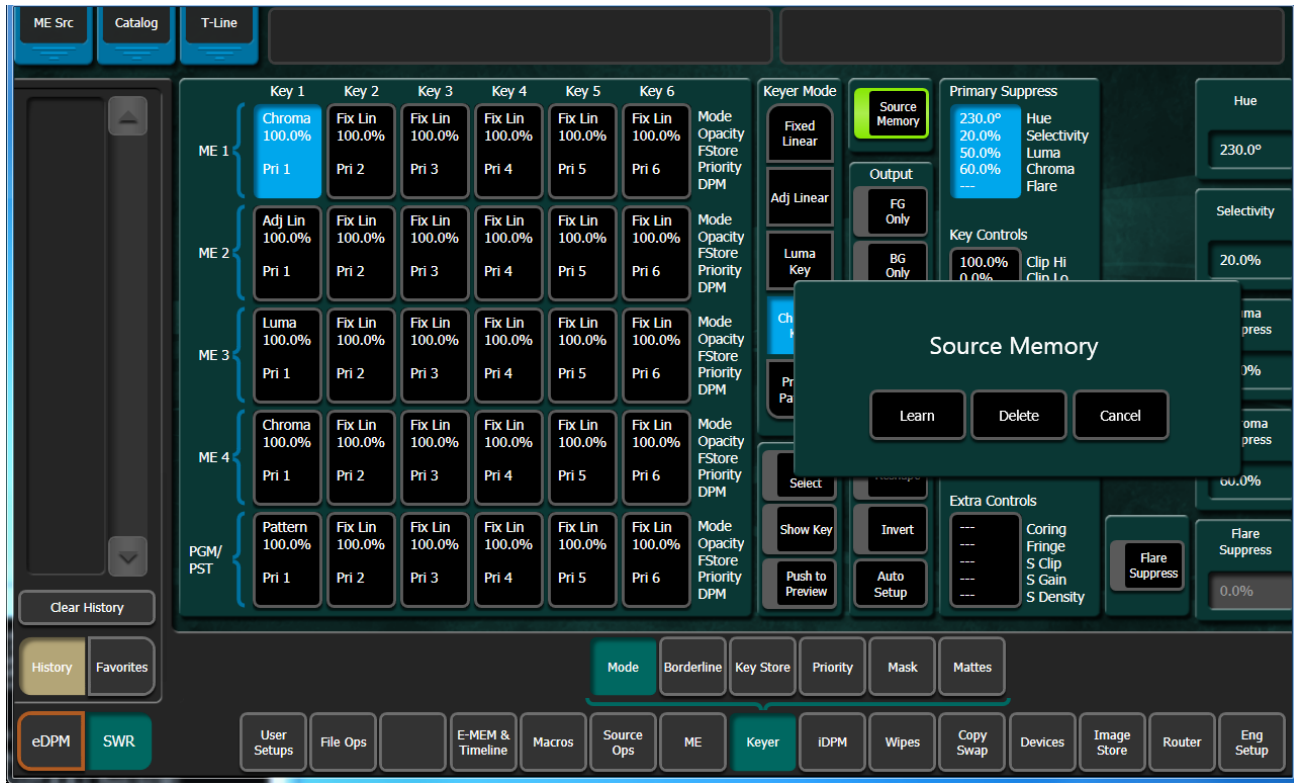 ME Src
Catalog
T-Line
Key 1 Key 2 Key 3 Key 4 Key 5 Key 6
ME 1
Chroma Fix Lin Fix Lin Fix Lin Fix Lin Fix Lin Mode
100.0% 100.0% 100.0% 100.0% 100.0% 100.0% Opacity
FStore
Pri 1 Pri 2 Pri 3 Pri 4 Pri 5 Pri 6 Priority
DPM
ME 2
Adj Lin Fix Lin Fix Lin Fix Lin Fix Lin Fix Lin Mode
100.0% 100.0% 100.0% 100.0% 100.0% 100.0% Opacity
FStore
Pri 1 Pri 2 Pri 3 Pri 4 Pri 5 Pri 6 Priority
DPM
ME 3
Luma Fix Lin Fix Lin Fix Lin Fix Lin Fix Lin Mode
100.0% 100.0% 100.0% 100.0% 100.0% 100.0% Opacity
FStore
Pri 1 Pri 2 Pri 3 Pri 4 Pri 5 Pri 6 Priority
DPM
ME 4
Chroma Fix Lin Fix Lin Fix Lin Fix Lin Fix Lin Mode
100.0% 100.0% 100.0% 100.0% 100.0% 100.0% Opacity
FStore
Pri 1 Pri 2 Pri 3 Pri 4 Pri 5 Pri 6 Priority
DPM
PGM/
PST
Pattern Fix Lin Fix Lin Fix Lin Fix Lin Fix Lin Mode
100.0% 100.0% 100.0% 100.0% 100.0% 100.0% Opacity
FStore
Pri 1 Pri 2 Pri 3 Pri 4 Pri 5 Pri 6 Priority
DPM
Keyer Mode
Fixed
Linear
Adj Linear
Luma
Key
Select
Show Key
Push to
Preview
Source
Memory
Output
FG
Only
BG
Only
Invert
Auto
Setup
Primary Suppress
230.0° Hue
20.0% Selectivity
50.0% Luma
60.0% Chroma
--- Flare
Key Controls
100.0% Clip Hi
0.0% Clip Lo
Source Memory
Learn
Delete
Cancel
Extra Controls
--- Coring
--- Fringe
--- S Clip
--- S Gain
--- S Density
Flare
Suppress
Hue
230.0°
Selectivity
20.0%
60.0%
Flare
Suppress
0.0%
Clear History
History
Favorites
Mode
Borderline
Key Store
Priority
Mask
Mattes
eDPM
SWR
User
Setups
File Ops
E-MEM &
Timeline
Macros
Source
Ops
ME
Keyer
iDPM
Wipes
Copy
Swap
Devices
Image
Store
Router
Eng
Setup